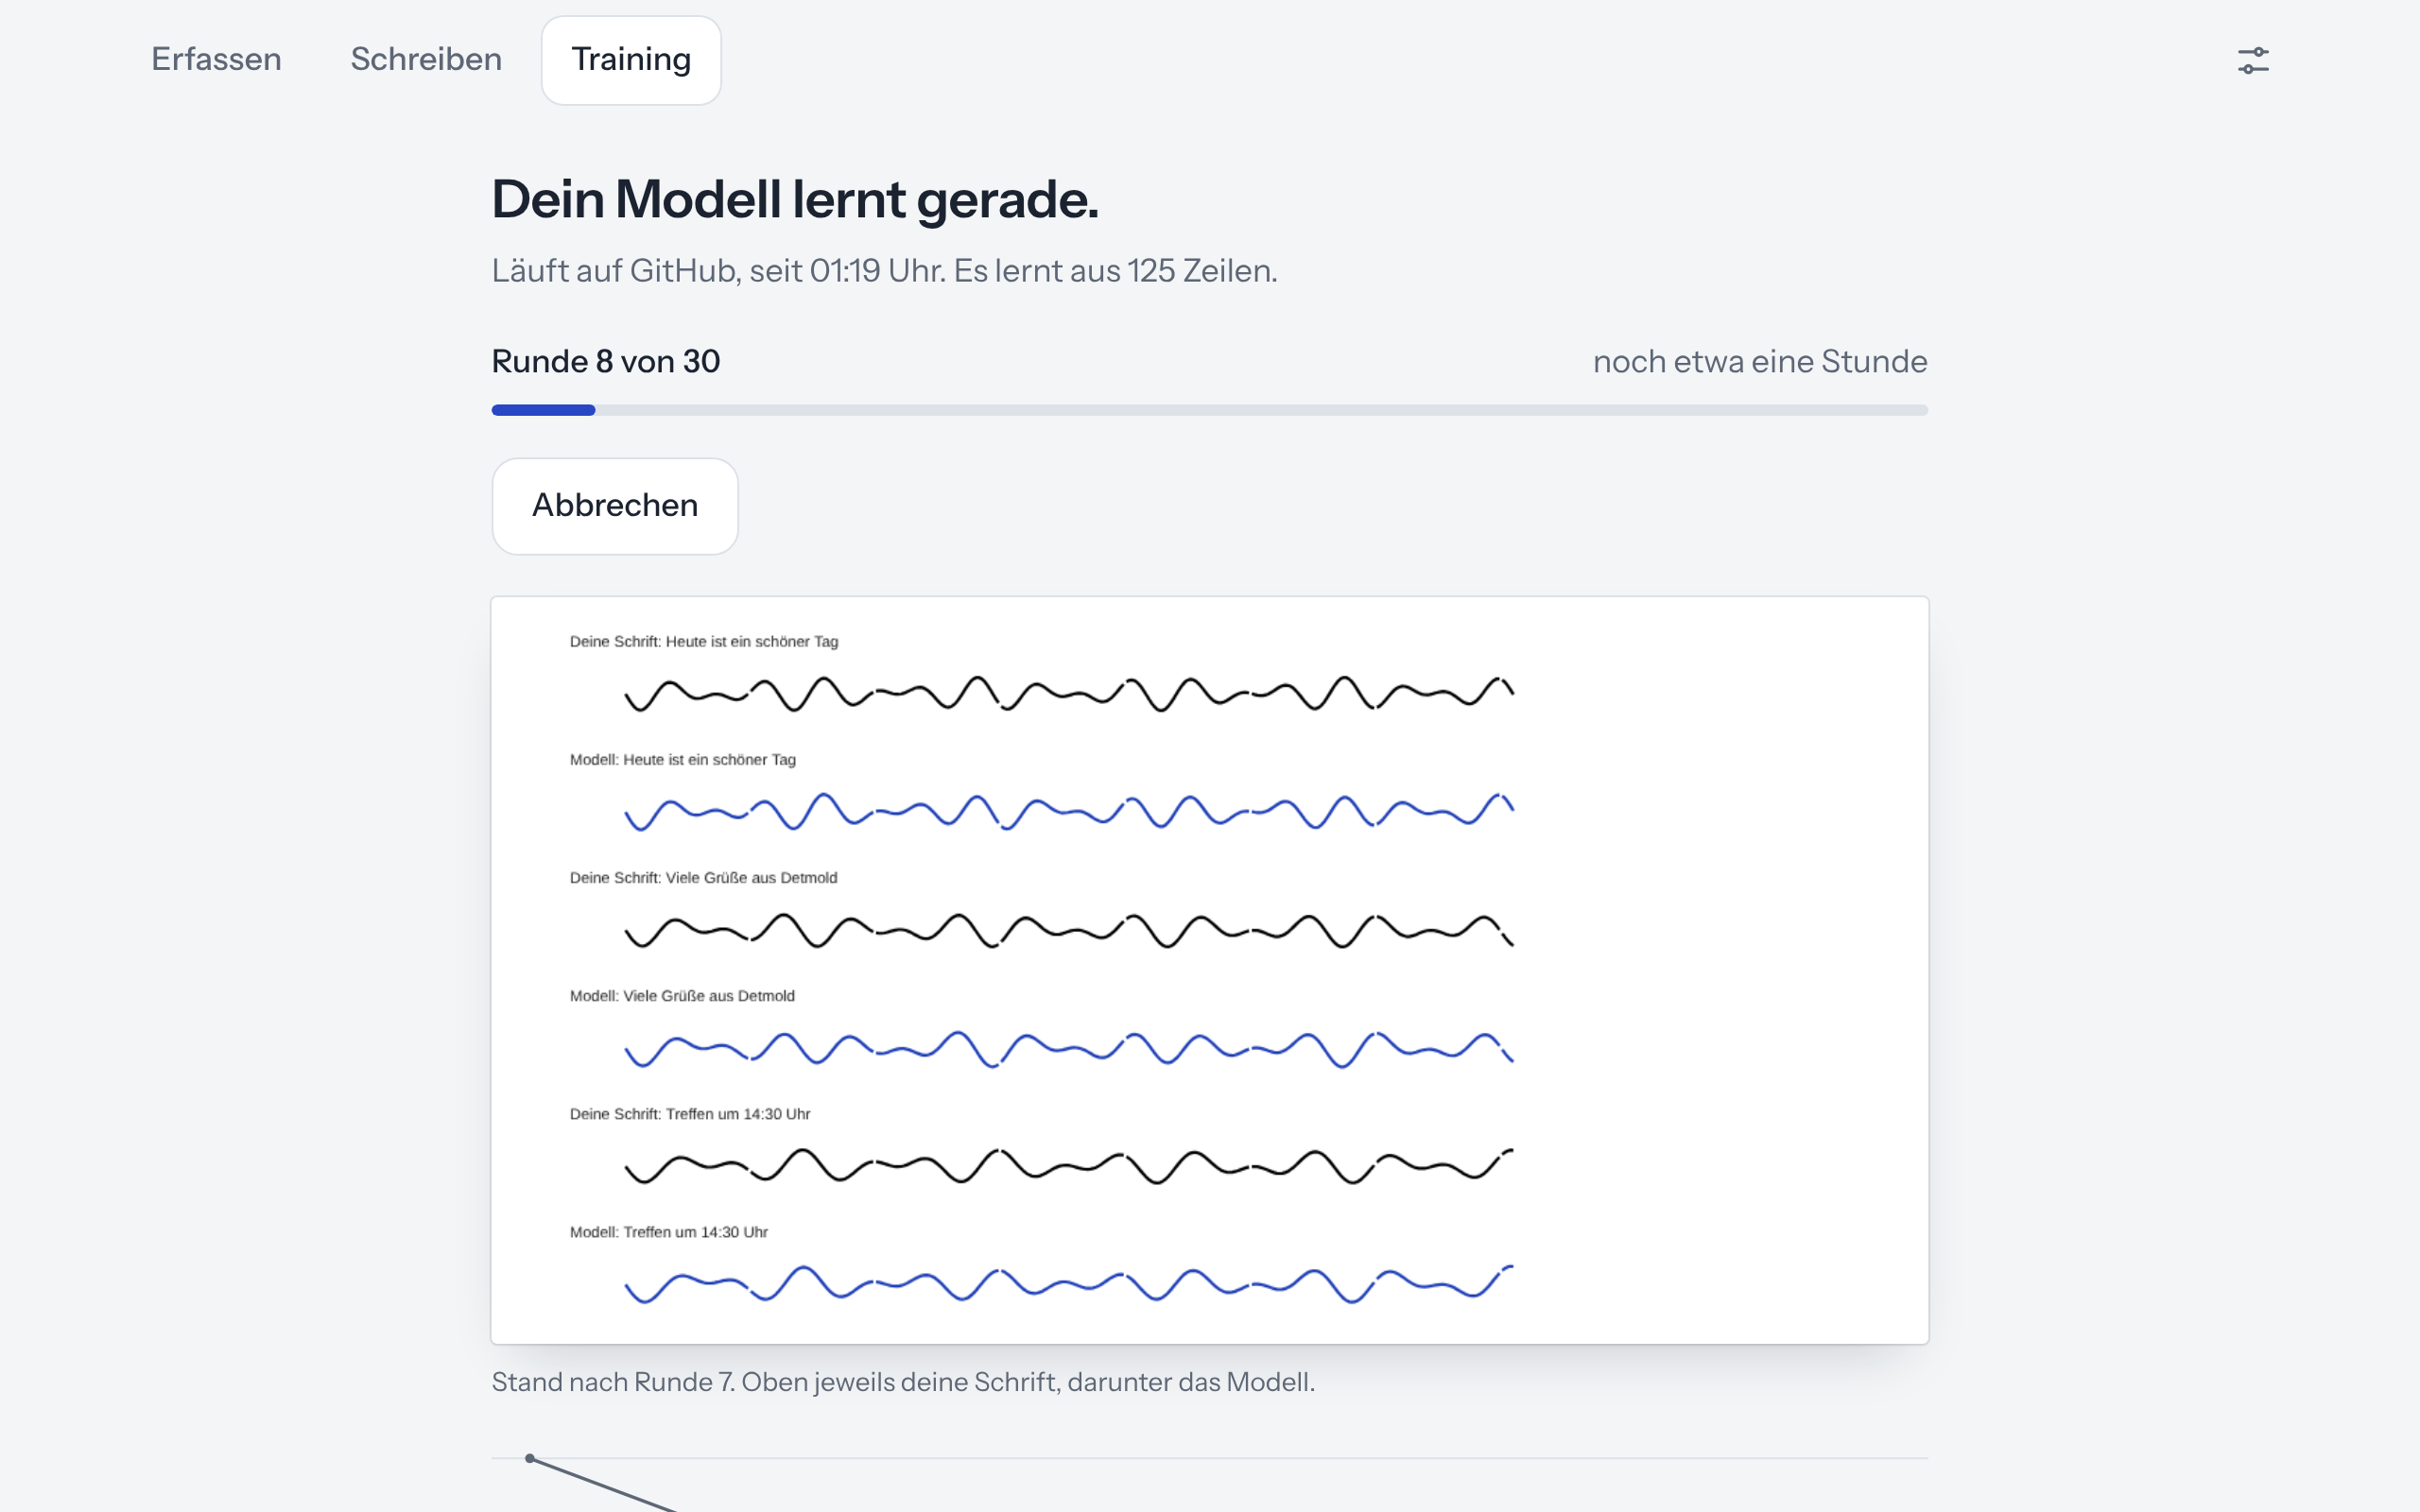 Erfassen Schreiben Training
Dein Modell lernt gerade.
Läuft auf GitHub, seit 01:19 Uhr. Es lernt aus 125 Zeilen.
Runde 8 von 30 noch etwa eine Stunde
Abbrechen
Deine Schrift: Heute ist ein schöner Tag
Modell: Heute ist ein schöner Tag
Deine Schrift: Viele Grüße aus Detmold
Modell: Viele Grüße aus Detmold
Deine Schrift: Treffen um 14:30 Uhr
Modell: Treffen um 14:30 Uhr
Stand nach Runde 7. Oben jeweils deine Schrift, darunter das Modell.